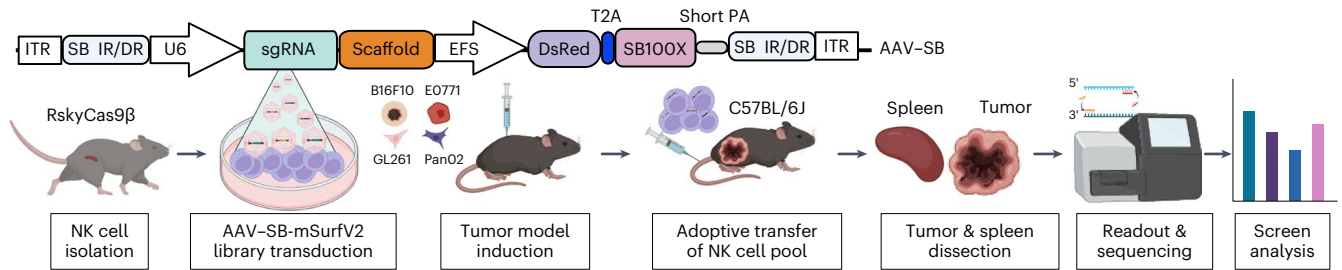 T2A
Short PA
ITR SB IR/DR U6 sgRNA Scaffold EFS DsRed SB100X SB IR/DR ITR AAV–SB
B16F10 E0771
GL261 Pan02
RskyCas9β
C57BL/6J
Spleen Tumor
5'
3'
NK cell
isolation
AAV–SB-mSurfV2
library transduction
Tumor model
induction
Adoptive transfer
of NK cell pool
Tumor & spleen
dissection
Readout &
sequencing
Screen
analysis